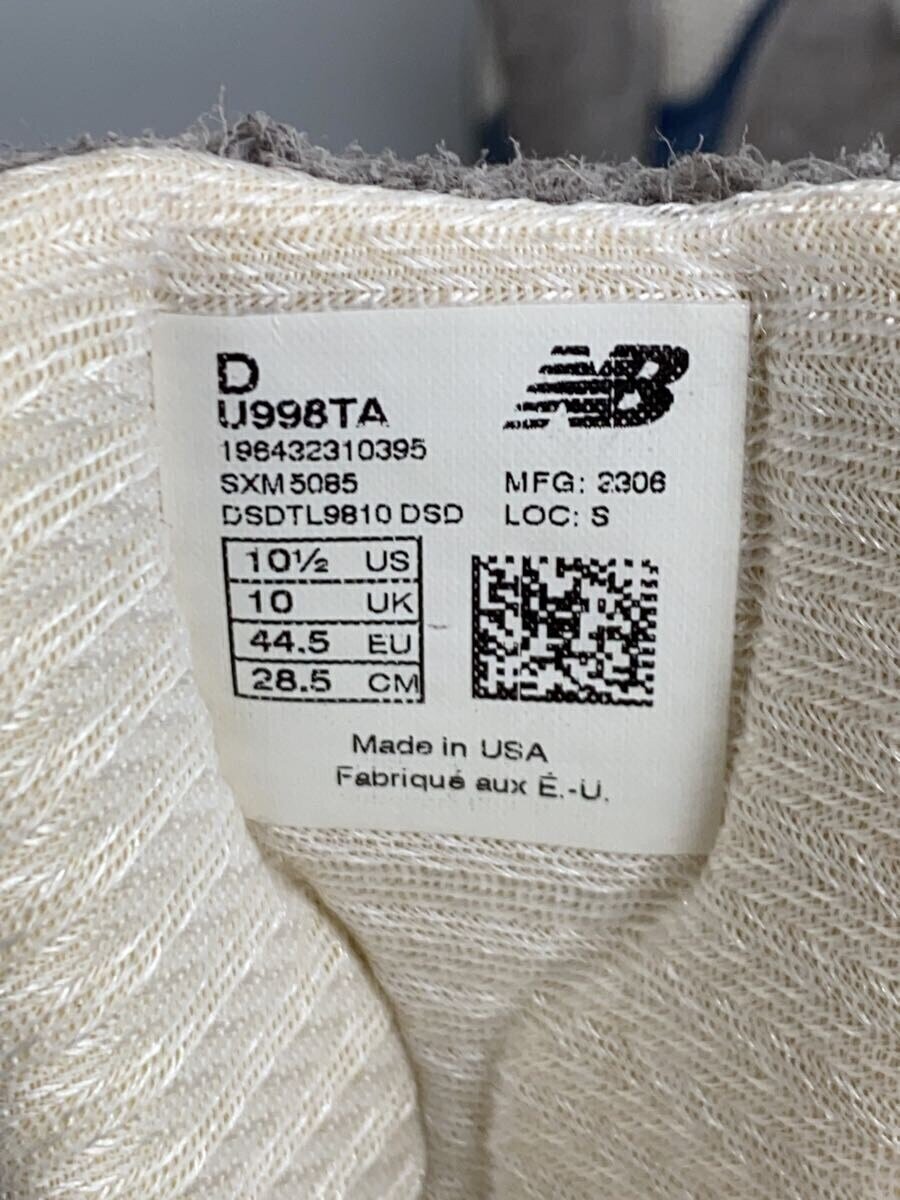 D
NB
U998TA
196432310395
SXM5085
MFG: 2306
DSDTL9810 DSD
LOC: S
10½ US
10 UK
44.5 EU
28.5 CM
Made in USA
Fabriqué aux É.-U.